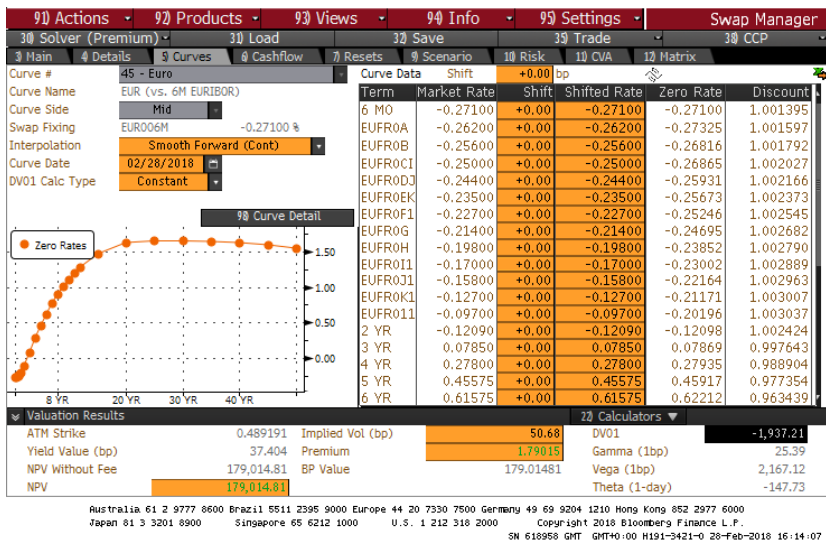 91) Actions 92) Products 93) Views 94) Info 95) Settings Swap Manager
30) Solver (Premium) 31) Load 32) Save 35) Trade 38) CCP
3) Main 4) Details 5) Curves 6) Cashflow 7) Resets 9) Scenario 10) Risk 11) CVA 12) Matrix
Curve # 45 - Euro Curve Data Shift +0.00 bp
Curve Name EUR (vs. 6M EURIBOR) Term Market Rate Shift Shifted Rate Zero Rate Discount
Curve Side Mid 6 MO -0.27100 +0.00 -0.27100 -0.27100 1.001395
Swap Fixing EUR006M -0.27100 % EUFR0A -0.26200 +0.00 -0.26200 -0.27325 1.001597
Interpolation Smooth Forward (Cont) EUFR0B -0.25600 +0.00 -0.25600 -0.26816 1.001792
Curve Date 02/28/2018 EUFR0CI -0.25000 +0.00 -0.25000 -0.26865 1.002027
DV01 Calc Type Constant EUFR0DJ -0.24400 +0.00 -0.24400 -0.25931 1.002166
EUFR0EK -0.23500 +0.00 -0.23500 -0.25673 1.002373
EUFR0F1 -0.22700 +0.00 -0.22700 -0.25246 1.002545
98) Curve Detail EUFR0G -0.21400 +0.00 -0.21400 -0.24695 1.002682
Zero Rates EUFR0H -0.19800 +0.00 -0.19800 -0.23852 1.002790
1.50 EUFR0I1 -0.17000 +0.00 -0.17000 -0.23002 1.002889
EUFR0J1 -0.15800 +0.00 -0.15800 -0.22164 1.002963
1.00 EUFR0K1 -0.12700 +0.00 -0.12700 -0.21171 1.003007
EUFR011 -0.09700 +0.00 -0.09700 -0.20196 1.003037
0.50 2 YR -0.12090 +0.00 -0.12090 -0.12098 1.002424
3 YR 0.07850 +0.00 0.07850 0.07869 0.997643
0.00 4 YR 0.27800 +0.00 0.27800 0.27935 0.988904
5 YR 0.45575 +0.00 0.45575 0.45917 0.977354
8 YR 20 YR 30 YR 40 YR 6 YR 0.61575 +0.00 0.61575 0.62212 0.963439
Valuation Results 22) Calculators
ATM Strike 0.489191 Implied Vol (bp) 50.68 DV01 -1,937.21
Yield Value (bp) 37.404 Premium 1.79015 Gamma (1bp) 25.39
NPV Without Fee 179,014.81 BP Value 179.01481 Vega (1bp) 2,167.12
NPV 179,014.81 Theta (1-day) -147.73
Australia 61 2 9777 8600 Brazil 5511 2395 9000 Europe 44 20 7330 7500 Germany 49 69 9204 1210 Hong Kong 852 2977 6000
Japan 81 3 3201 8900 Singapore 65 6212 1000 U.S. 1 212 318 2000 Copyright 2018 Bloomberg Finance L.P.
SN 618958 GMT GMT+0:00 H191-3421-0 28-Feb-2018 16:14:07